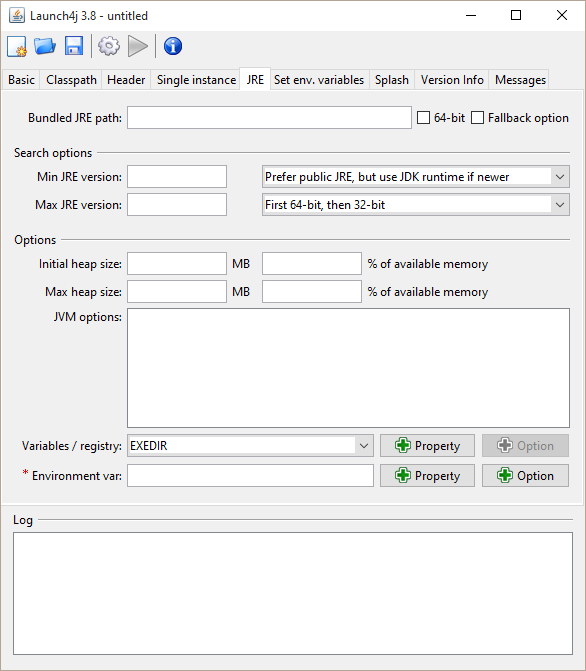 Launch4j 3.8 - untitled
Basic Classpath Header Single instance JRE Set env. variables Splash Version Info Messages
Bundled JRE path: 64-bit Fallback option
Search options
Min JRE version: Prefer public JRE, but use JDK runtime if newer
Max JRE version: First 64-bit, then 32-bit
Options
Initial heap size: MB % of available memory
Max heap size: MB % of available memory
JVM options:
Variables / registry: EXEDIR Property Option
* Environment var: Property Option
Log